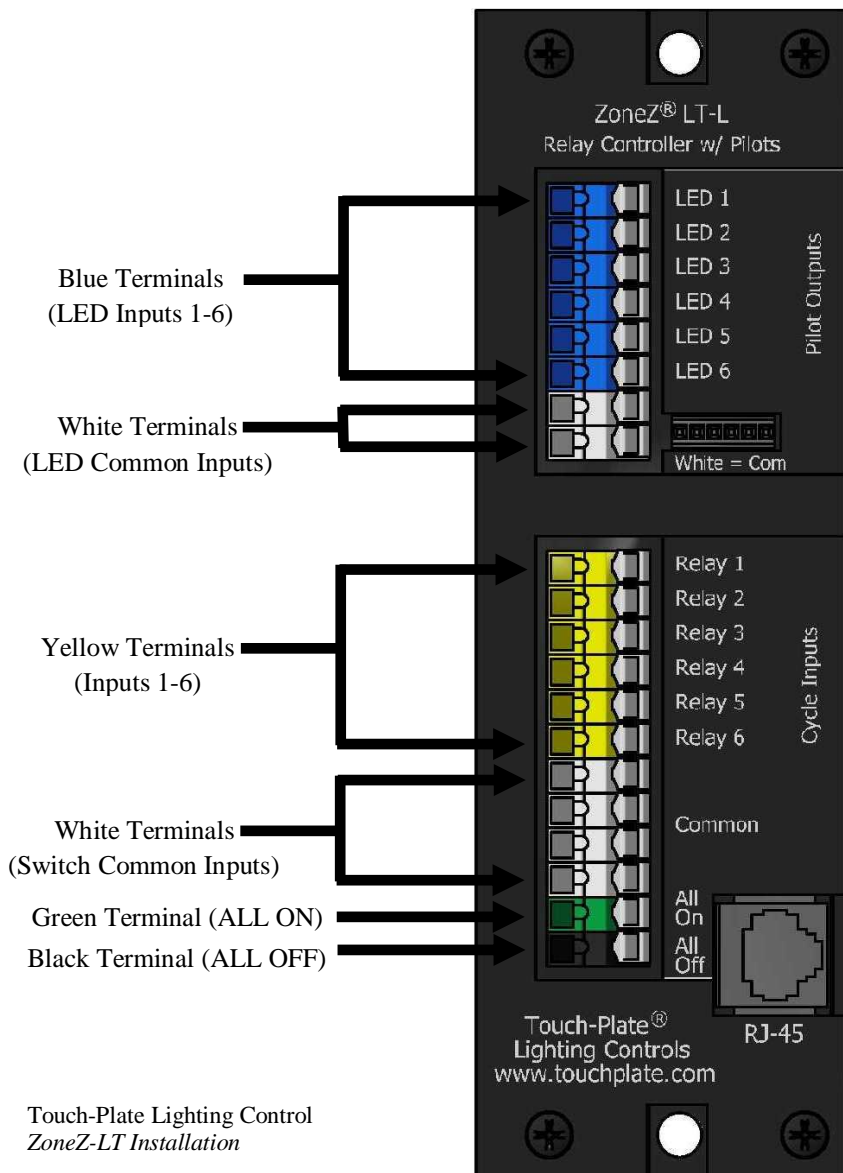 ZoneZ® LT-L
Relay Controller w/ Pilots
LED 1
LED 2
LED 3
LED 4
LED 5
LED 6
Pilot Outputs
White = Com
Blue Terminals
(LED Inputs 1-6)
White Terminals
(LED Common Inputs)
Relay 1
Relay 2
Relay 3
Relay 4
Relay 5
Relay 6
Cycle Inputs
Common
All
On
All
Off
RJ-45
Yellow Terminals
(Inputs 1-6)
White Terminals
(Switch Common Inputs)
Green Terminal (ALL ON)
Black Terminal (ALL OFF)
Touch-Plate®
Lighting Controls
www.touchplate.com
Touch-Plate Lighting Control
ZoneZ-LT Installation